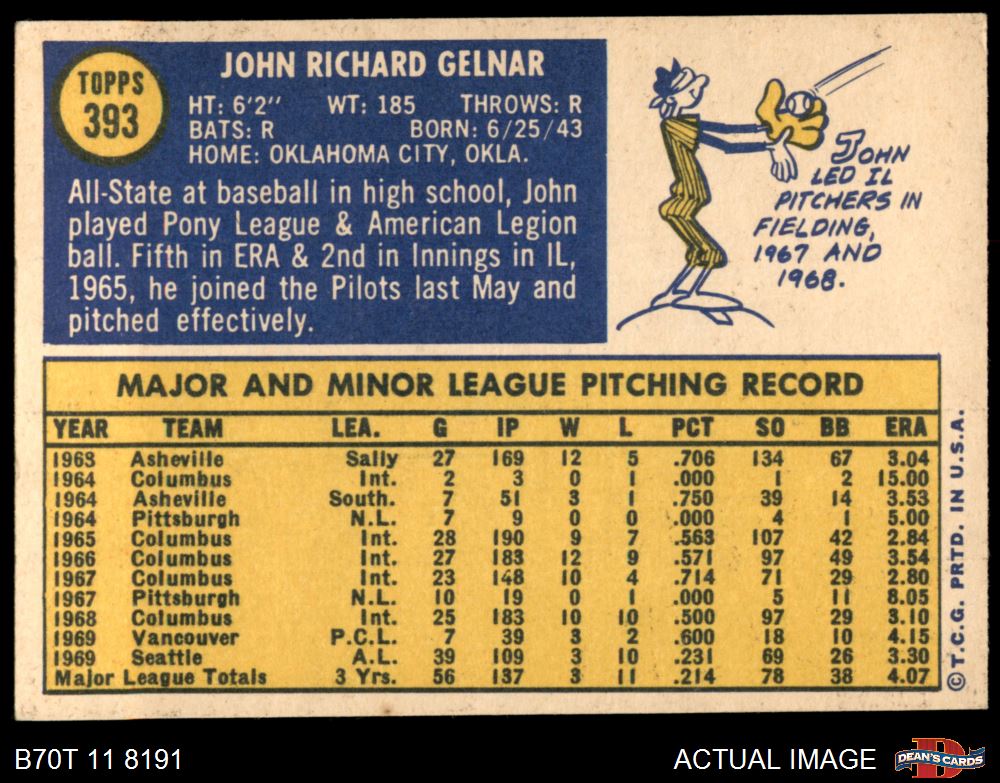 TOPPS
393
JOHN RICHARD GELNAR
HT: 6'2" WT: 185 THROWS: R
BATS: R BORN: 6/25/43
HOME: OKLAHOMA CITY, OKLA.
All-State at baseball in high school, John
played Pony League & American Legion
ball. Fifth in ERA & 2nd in Innings in IL,
1965, he joined the Pilots last May and
pitched effectively.
JOHN
LED IL
PITCHERS IN
FIELDING,
1967 AND
1968.
MAJOR AND MINOR LEAGUE PITCHING RECORD
YEAR TEAM LEA. G IP W L PCT SO BB ERA
1963 Asheville Sally 27 169 12 5 .706 134 67 3.04
1964 Columbus Int. 2 3 0 1 .000 1 2 15.00
1964 Asheville South. 7 51 3 1 .750 39 14 3.53
1964 Pittsburgh N.L. 7 9 0 0 .000 4 1 5.00
1965 Columbus Int. 28 190 9 7 .563 107 42 2.84
1966 Columbus Int. 27 183 12 9 .571 97 49 3.54
1967 Columbus Int. 23 148 10 4 .714 71 29 2.80
1967 Pittsburgh N.L. 10 19 0 1 .000 5 11 8.05
1968 Columbus Int. 25 183 10 10 .500 97 29 3.10
1969 Vancouver P.C.L. 7 39 3 2 .600 18 10 4.15
1969 Seattle A.L. 39 109 3 10 .231 69 26 3.30
Major League Totals 3 Yrs. 56 137 3 11 .214 78 38 4.07
©T.C.G. PRTD. IN U.S.A.
B70T 11 8191
ACTUAL IMAGE
D
DEAN'S CARDS